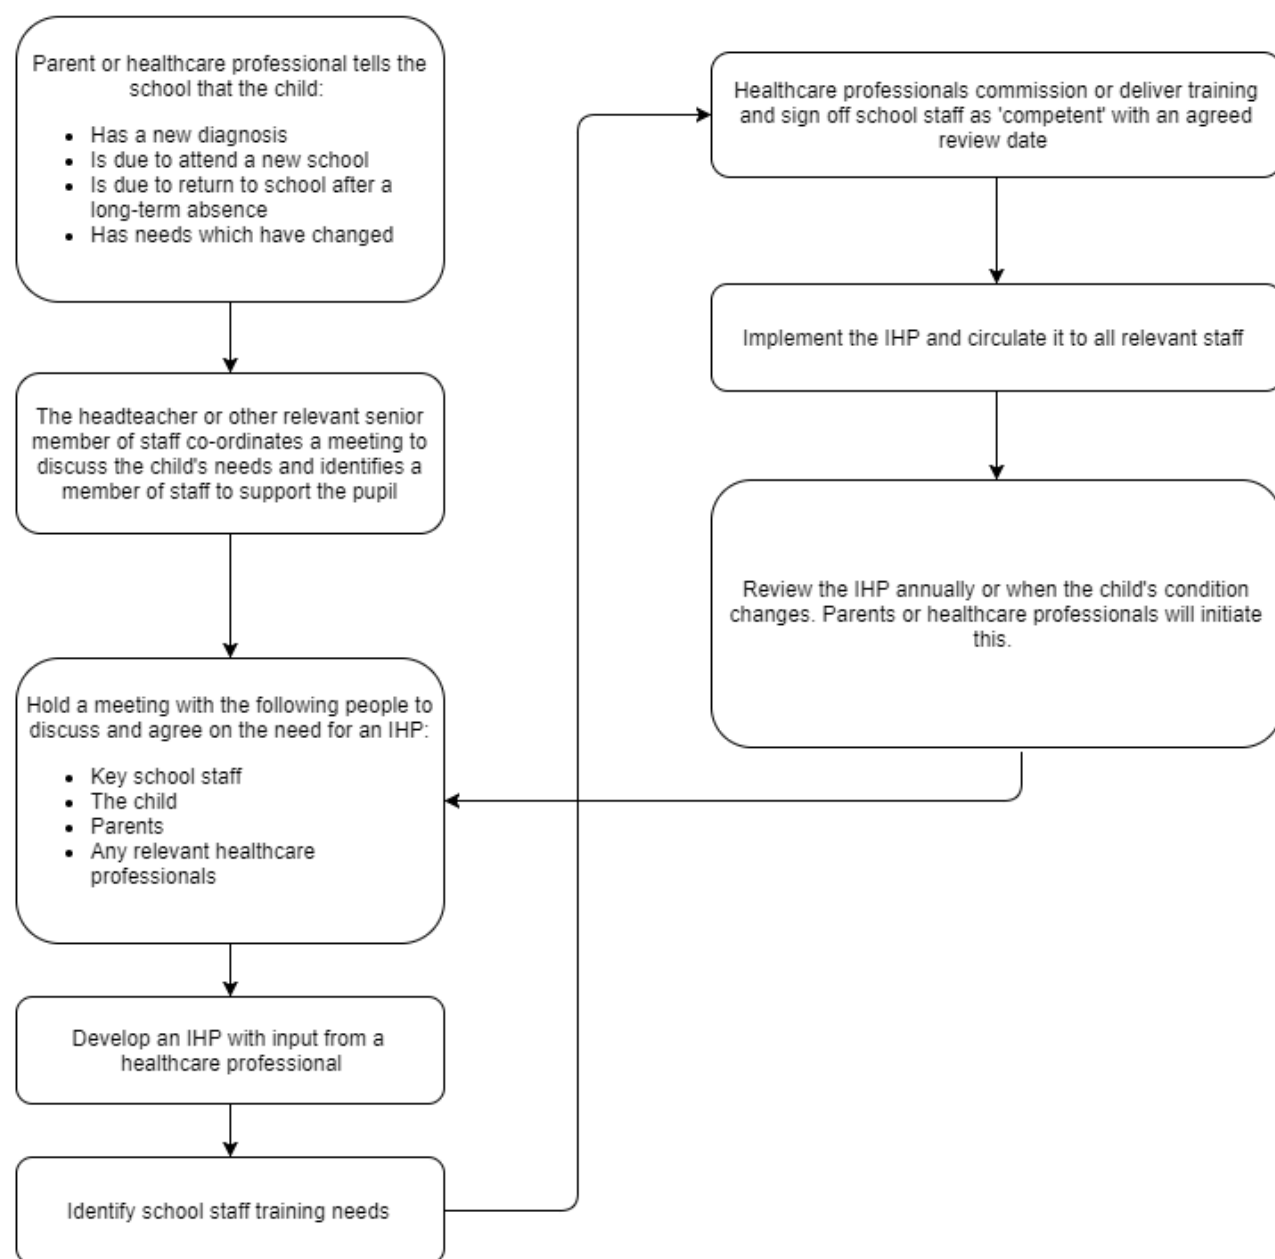 Parent or healthcare professional tells the
school that the child:
• Has a new diagnosis
• Is due to attend a new school
• Is due to return to school after a
long-term absence
• Has needs which have changed
The headteacher or other relevant senior
member of staff co-ordinates a meeting to
discuss the child's needs and identifies a
member of staff to support the pupil
Hold a meeting with the following people to
discuss and agree on the need for an IHP:
• Key school staff
• The child
• Parents
• Any relevant healthcare
professionals
Develop an IHP with input from a
healthcare professional
Identify school staff training needs
Healthcare professionals commission or deliver training
and sign off school staff as 'competent' with an agreed
review date
Implement the IHP and circulate it to all relevant staff
Review the IHP annually or when the child's condition
changes. Parents or healthcare professionals will initiate
this.